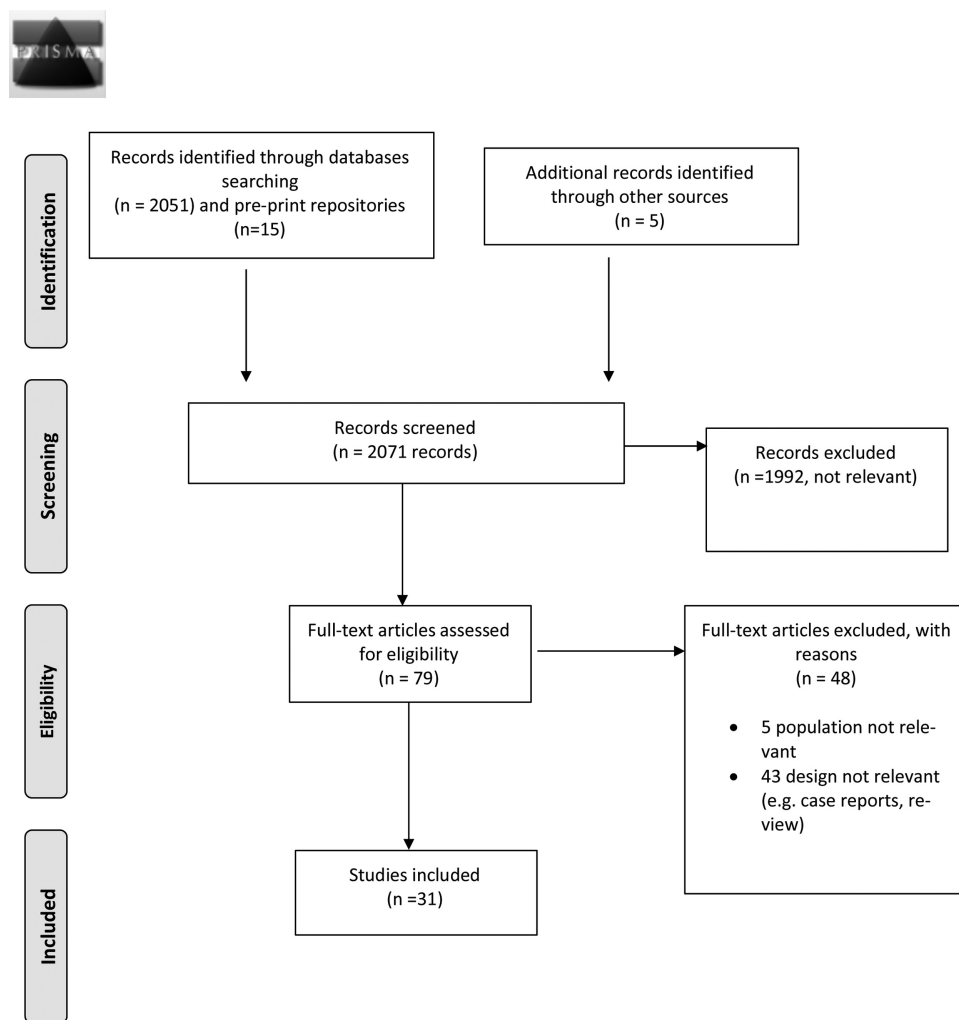 PRISMA
Identification
Records identified through databases
searching
(n = 2051) and pre-print repositories
(n=15)
Additional records identified
through other sources
(n = 5)
Screening
Records screened
(n = 2071 records)
Records excluded
(n =1992, not relevant)
Eligibility
Full-text articles assessed
for eligibility
(n = 79)
Full-text articles excluded, with
reasons
(n = 48)
• 5 population not rele-
vant
• 43 design not relevant
(e.g. case reports, re-
view)
Included
Studies included
(n =31)